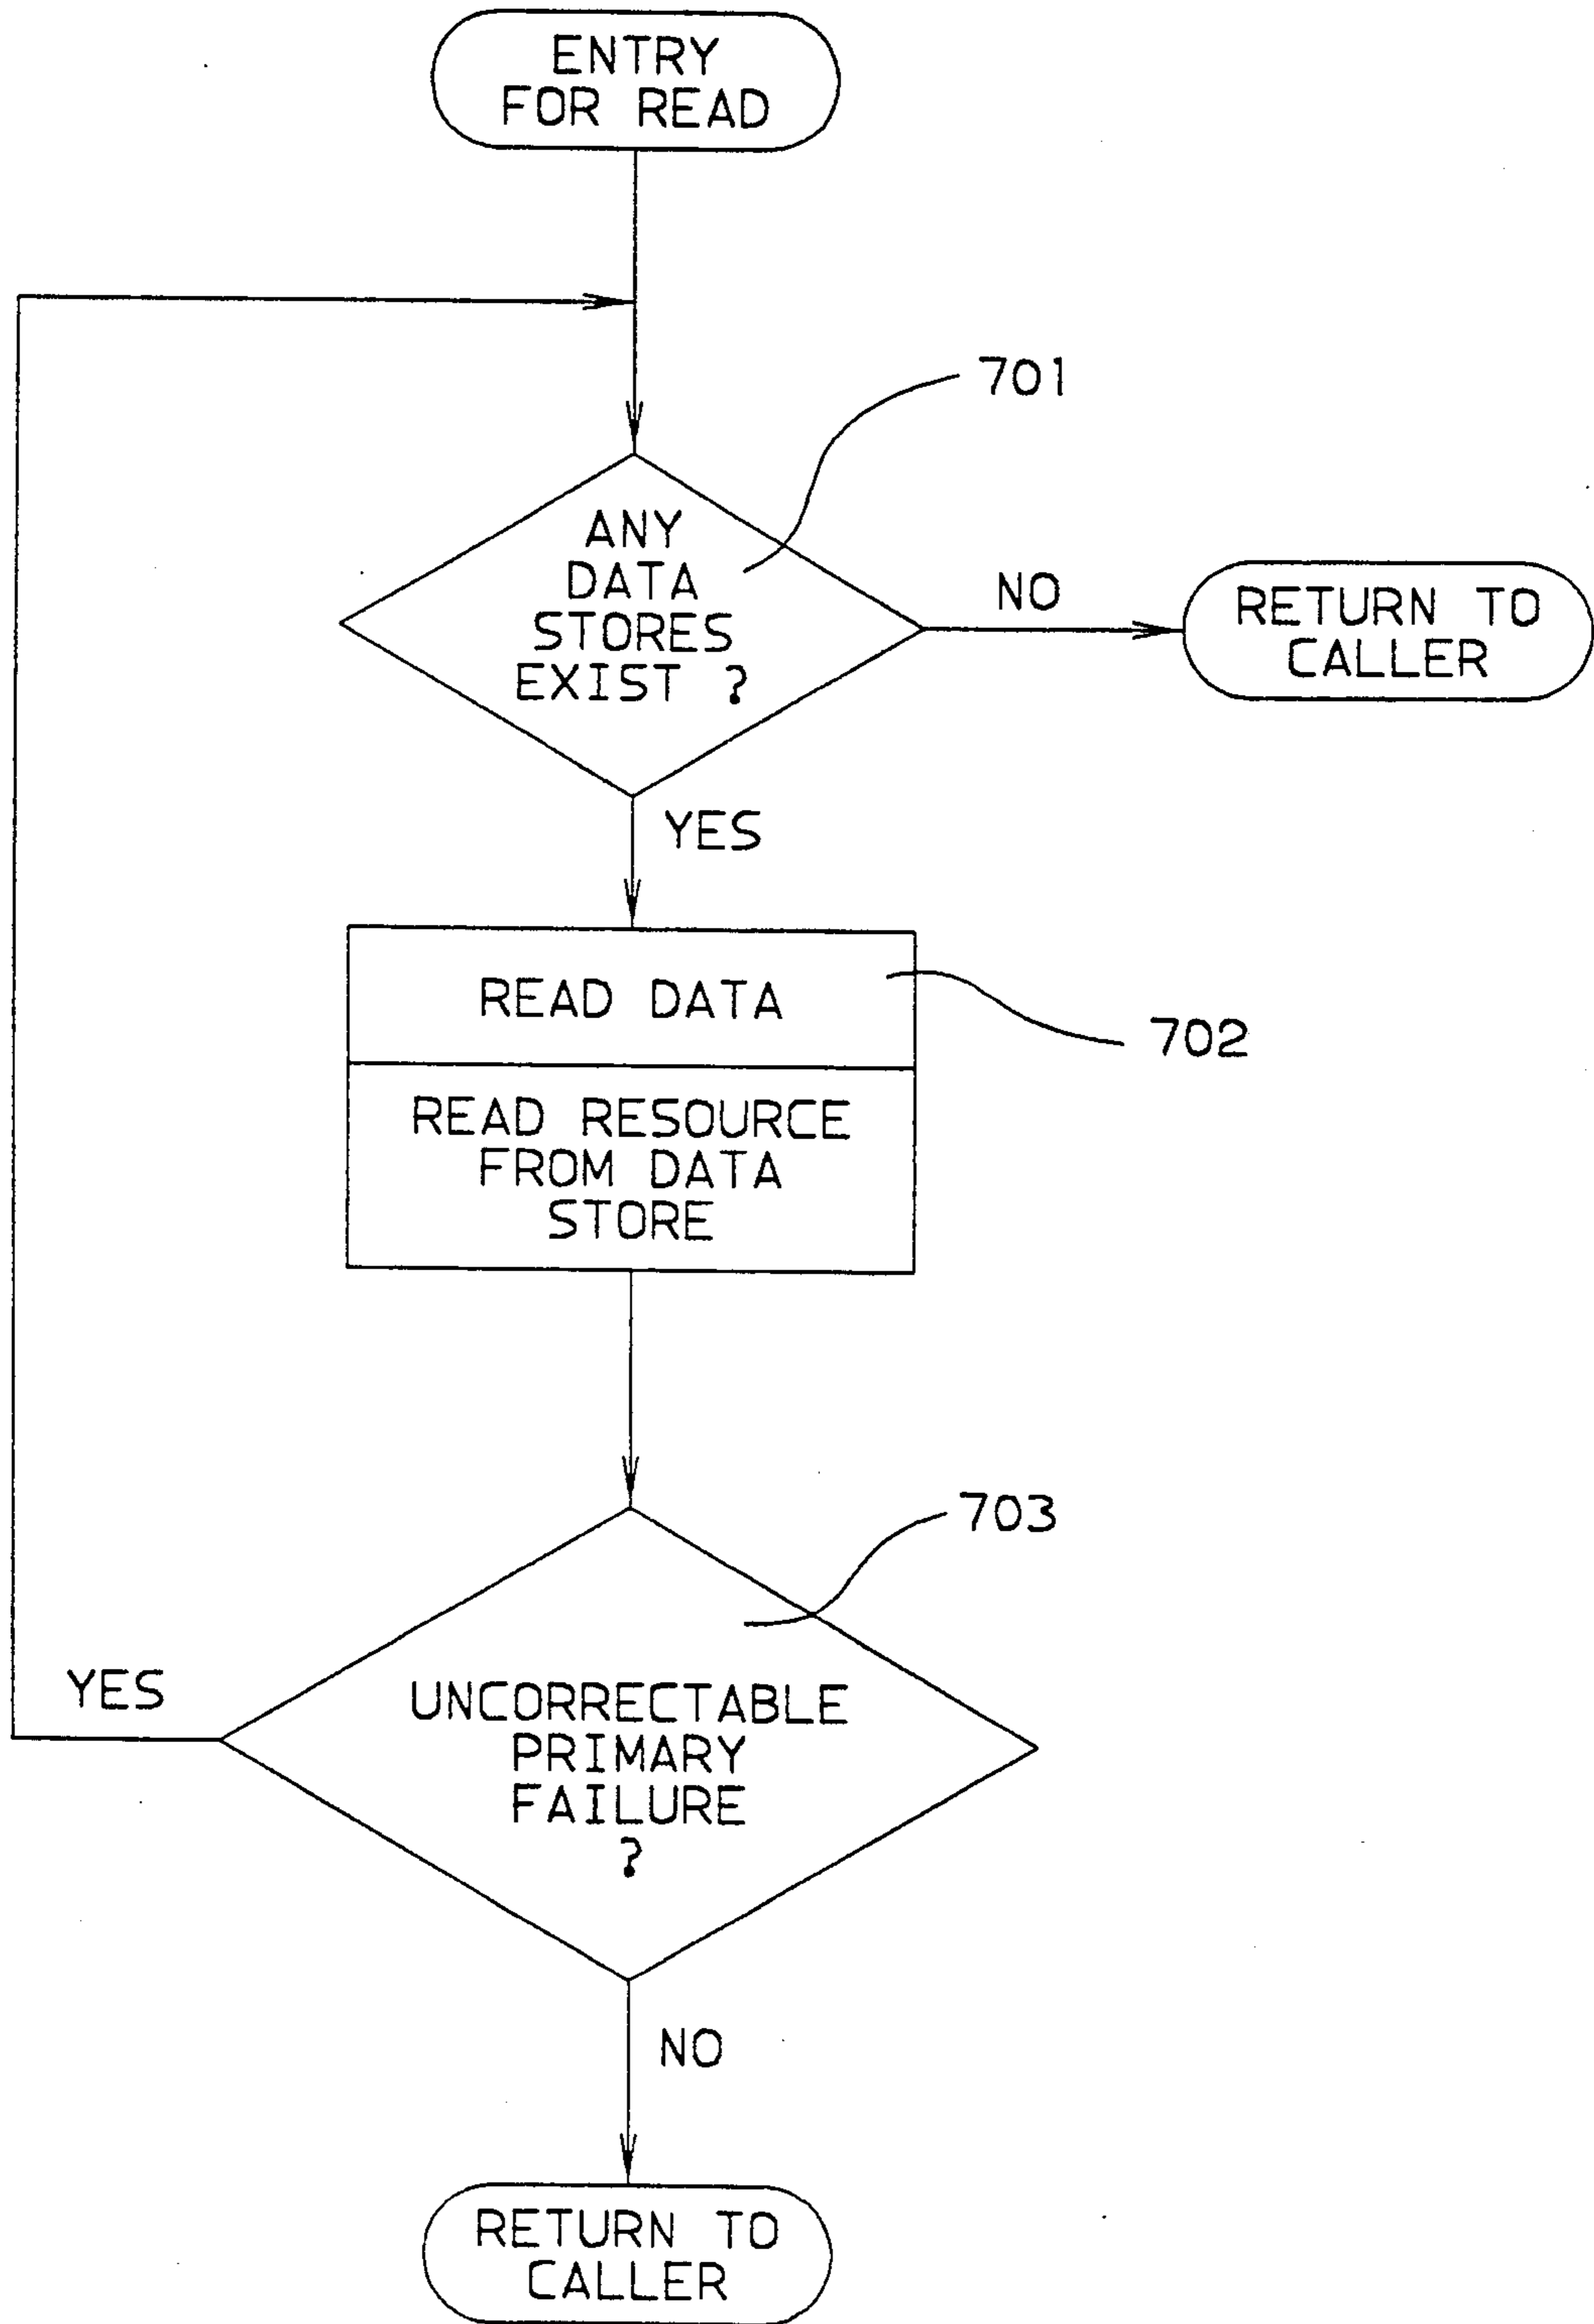 ENTRY
FOR READ
701
ANY
DATA
STORES
EXIST ?
NO
RETURN TO
CALLER
YES
READ DATA
702
READ RESOURCE
FROM DATA
STORE
703
YES
UNCORRECTABLE
PRIMARY
FAILURE
?
NO
RETURN TO
CALLER